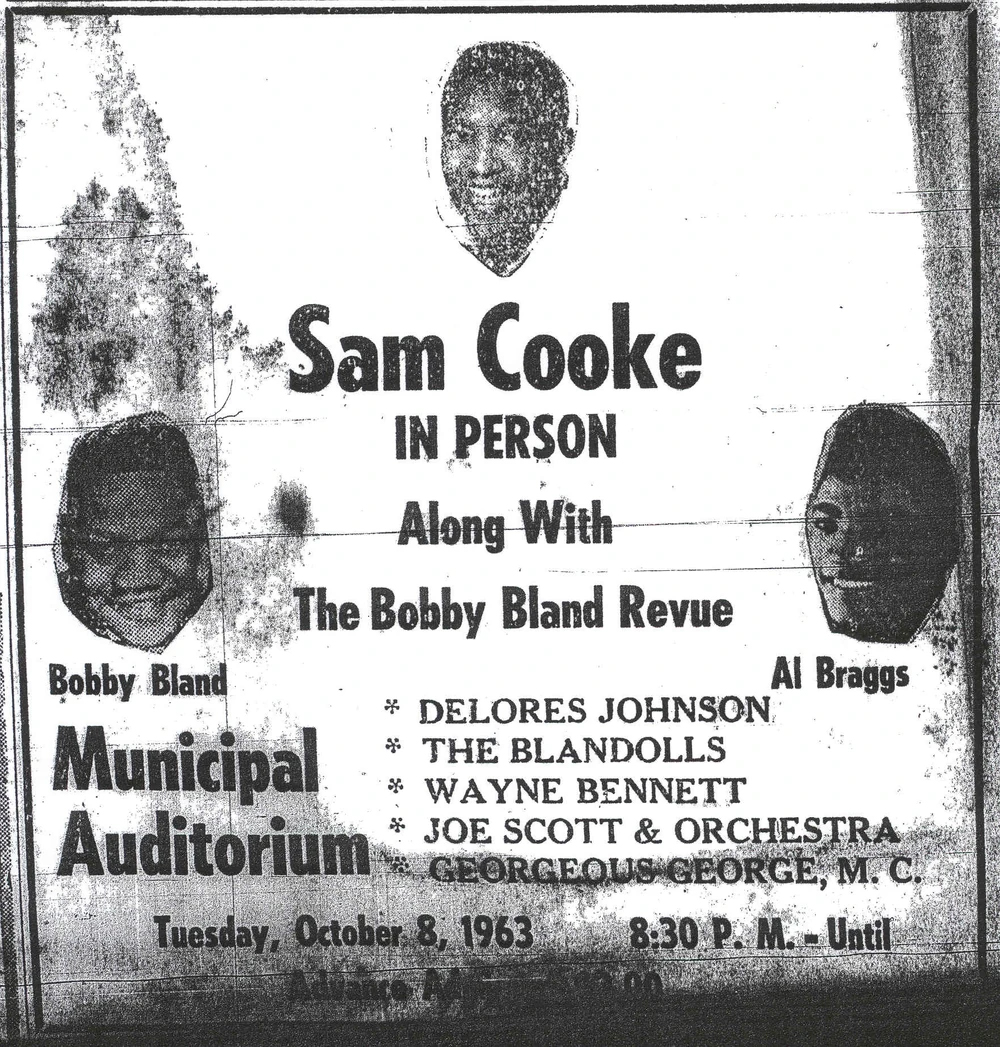 Sam Cooke
IN PERSON
Along With
The Bobby Bland Revue
Bobby Bland
Al Braggs
Municipal
Auditorium
* DELORES JOHNSON
* THE BLANDOLLS
* WAYNE BENNETT
* JOE SCOTT & ORCHESTRA
* GEORGEOUS GEORGE, M. C.
Tuesday, October 8, 1963 8:30 P. M. - Until
Advance